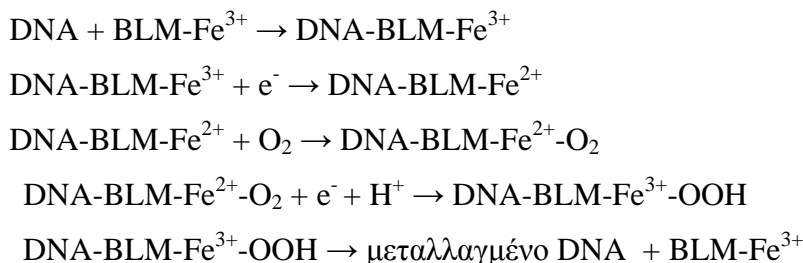 DNA + BLM-Fe³⁺ → DNA-BLM-Fe³⁺
DNA-BLM-Fe³⁺ + e⁻ → DNA-BLM-Fe²⁺
DNA-BLM-Fe²⁺ + O₂ → DNA-BLM-Fe²⁺-O₂
DNA-BLM-Fe²⁺-O₂ + e⁻ + H⁺ → DNA-BLM-Fe³⁺-OOH
DNA-BLM-Fe³⁺-OOH → μεταλλαγμένο DNA + BLM-Fe³⁺